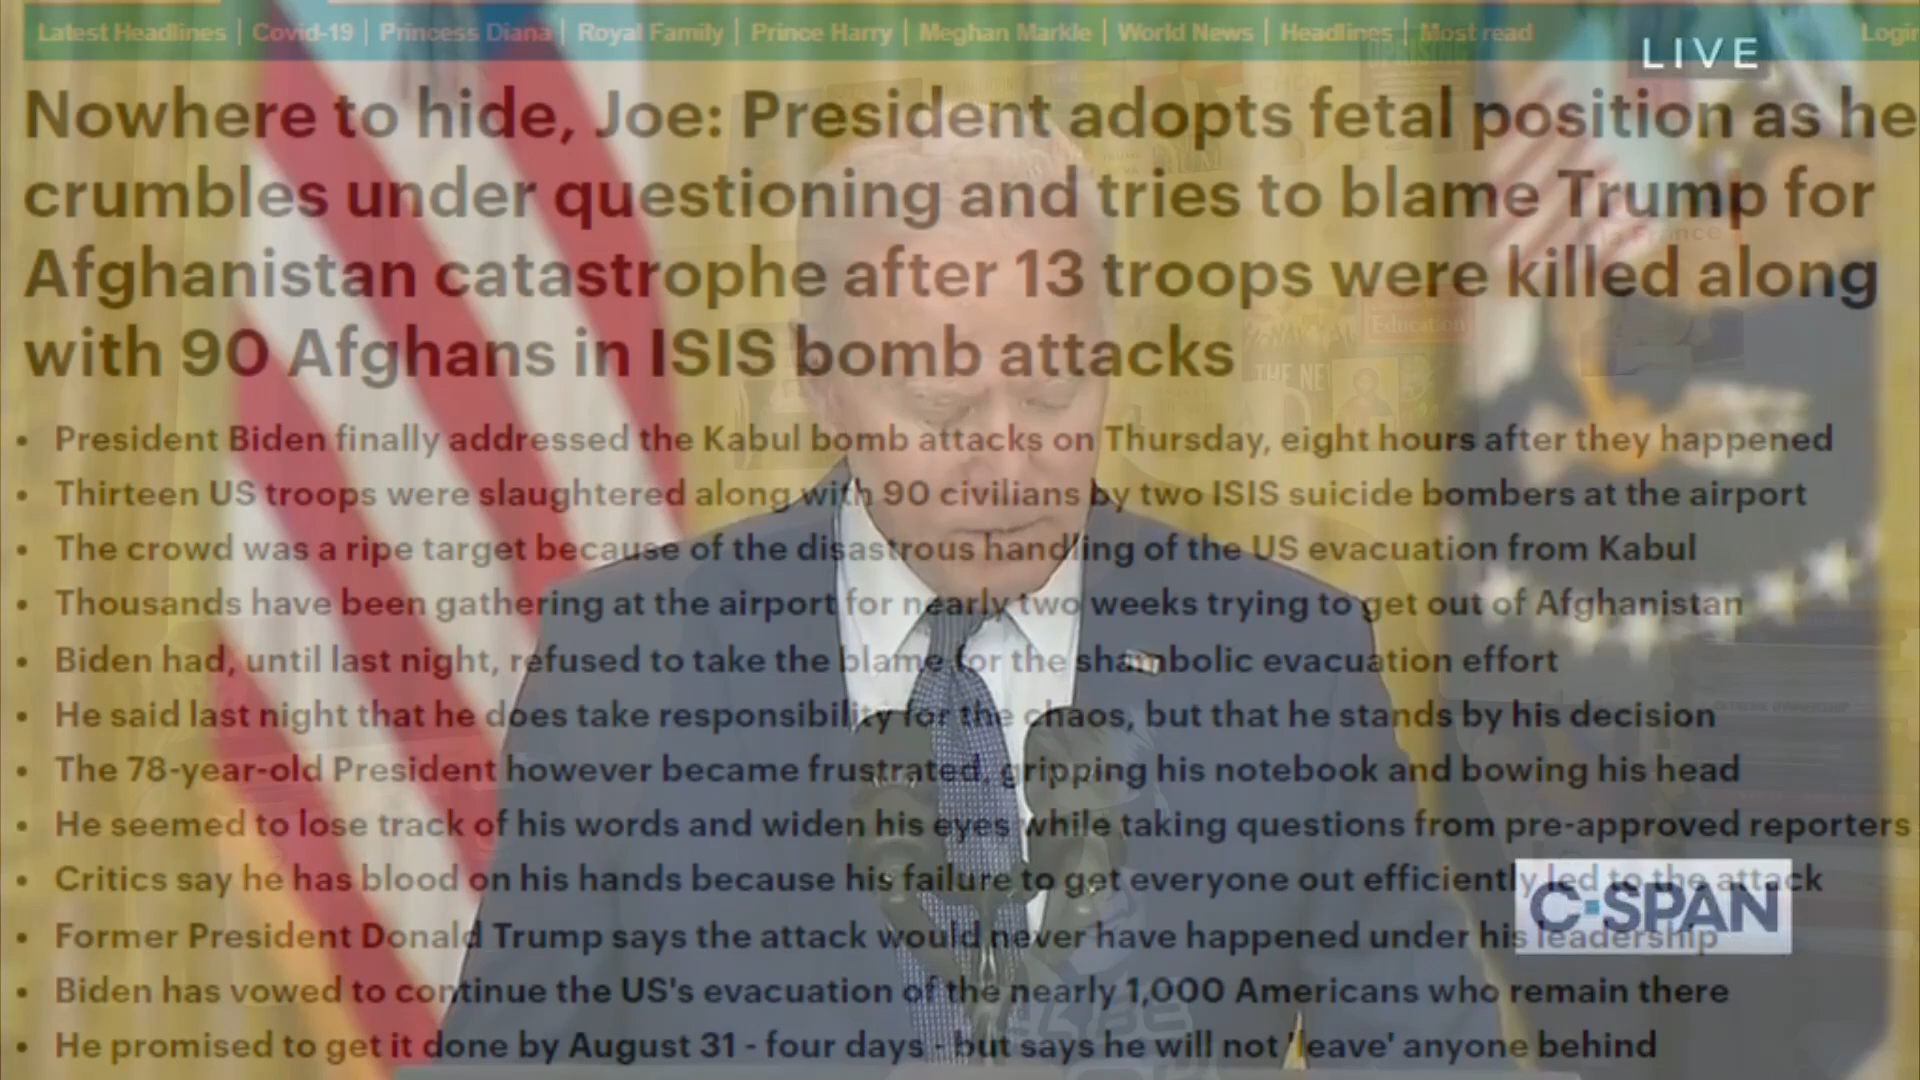 Latest Headlines | Covid-19 | Princess Diana | Royal Family | Prince Harry | Meghan Markle | World News | Headlines | Most read
Login
LIVE
Nowhere to hide, Joe: President adopts fetal position as he
crumbles under questioning and tries to blame Trump for
Afghanistan catastrophe after 13 troops were killed along
with 90 Afghans in ISIS bomb attacks
Education
THE NE
• President Biden finally addressed the Kabul bomb attacks on Thursday, eight hours after they happened
• Thirteen US troops were slaughtered along with 90 civilians by two ISIS suicide bombers at the airport
• The crowd was a ripe target because of the disastrous handling of the US evacuation from Kabul
• Thousands have been gathering at the airport for nearly two weeks trying to get out of Afghanistan
• Biden had, until last night, refused to take the blame for the shambolic evacuation effort
• He said last night that he does take responsibility for the chaos, but that he stands by his decision
• The 78-year-old President however became frustrated, gripping his notebook and bowing his head
• He seemed to lose track of his words and widen his eyes while taking questions from pre-approved reporters
• Critics say he has blood on his hands because his failure to get everyone out efficiently led to the attack
C-SPAN
• Former President Donald Trump says the attack would never have happened under his leadership
• Biden has vowed to continue the US's evacuation of the nearly 1,000 Americans who remain there
• He promised to get it done by August 31 - four days - but says he will not 'leave' anyone behind